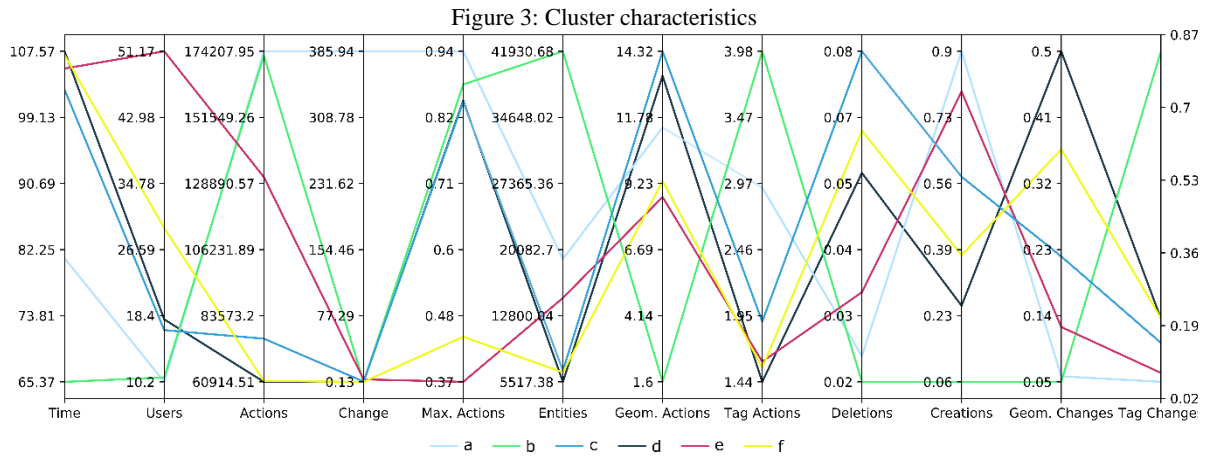 Figure 3: Cluster characteristics
107.57 51.17 174207.95 385.94 0.94 41930.68 14.32 3.98 0.08 0.9 0.5 0.87
99.13 42.98 151549.26 308.78 0.82 34648.02 11.78 3.47 0.07 0.73 0.41 0.7
90.69 34.78 128890.57 231.62 0.71 27365.36 9.23 2.97 0.05 0.56 0.32 0.53
82.25 26.59 106231.89 154.46 0.6 20082.7 6.69 2.46 0.04 0.39 0.23 0.36
73.81 18.4 83573.2 77.29 0.48 12800.04 4.14 1.95 0.03 0.23 0.14 0.19
65.37 10.2 60914.51 0.13 0.37 5517.38 1.6 1.44 0.02 0.06 0.05 0.02
Time Users Actions Change Max. Actions Entities Geom. Actions Tag Actions Deletions Creations Geom. Changes Tag Changes
a b c d e f